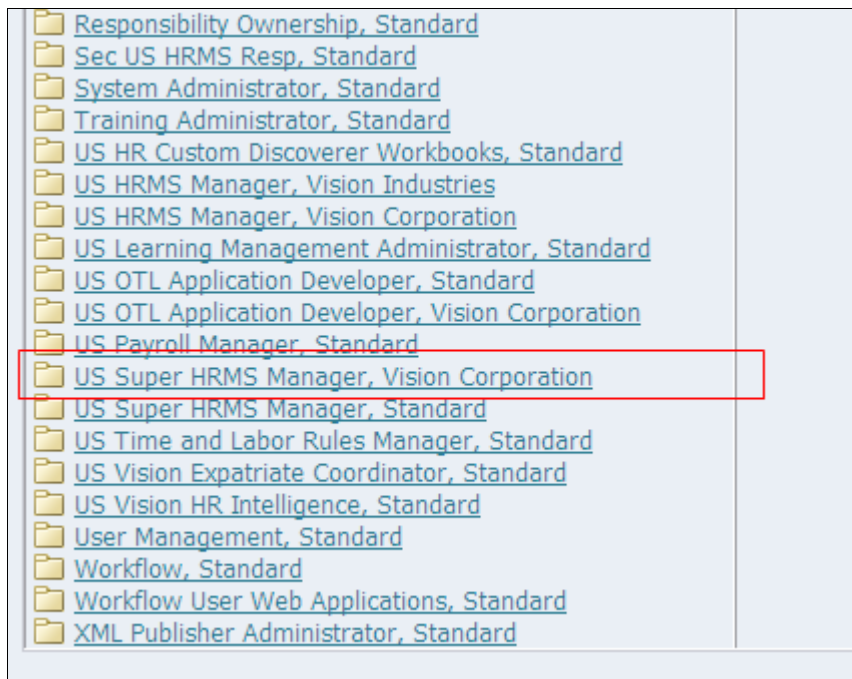 Responsibility Ownership, Standard
Sec US HRMS Resp, Standard
System Administrator, Standard
Training Administrator, Standard
US HR Custom Discoverer Workbooks, Standard
US HRMS Manager, Vision Industries
US HRMS Manager, Vision Corporation
US Learning Management Administrator, Standard
US OTL Application Developer, Standard
US OTL Application Developer, Vision Corporation
US Payroll Manager, Standard
US Super HRMS Manager, Vision Corporation
US Super HRMS Manager, Standard
US Time and Labor Rules Manager, Standard
US Vision Expatriate Coordinator, Standard
US Vision HR Intelligence, Standard
User Management, Standard
Workflow, Standard
Workflow User Web Applications, Standard
XML Publisher Administrator, Standard